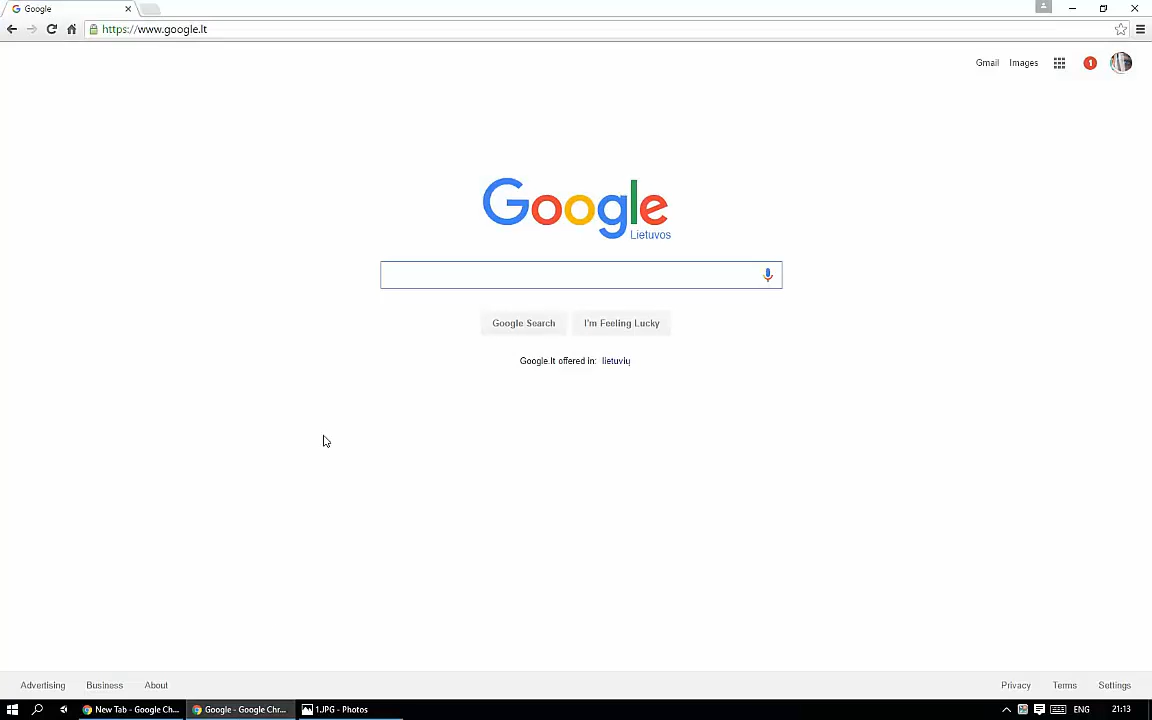 Google
https://www.google.lt
Gmail Images 1
Google
Lietuvos
Google Search I'm Feeling Lucky
Google.lt offered in: lietuvių
Advertising Business About Privacy Terms Settings
New Tab - Google Ch... Google - Google Chr... 1.JPG - Photos ENG 21:13